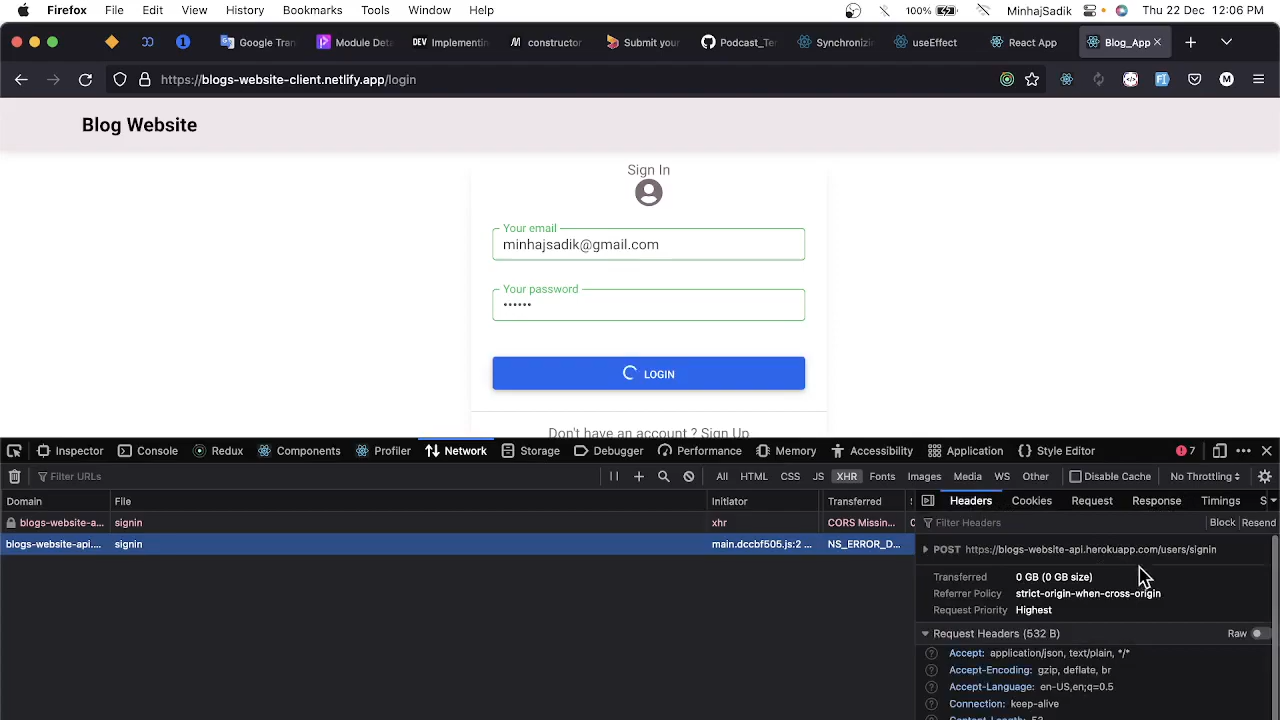 Firefox File Edit View History Bookmarks Tools Window Help 100% MinhajSadik Thu 22 Dec 12:06 PM
Google Tran Module Deta DEV Implementin constructor Submit your Podcast_Ter Synchronizin useEffect React App Blog_App
https://blogs-website-client.netlify.app/login M
Blog Website
Sign In
Your email
minhajsadik@gmail.com
Your password
LOGIN
Don't have an account ? Sign Up
Inspector Console Redux Components Profiler Network Storage Debugger Performance Memory Accessibility Application Style Editor 7
Filter URLs All HTML CSS JS XHR Fonts Images Media WS Other Disable Cache No Throttling
Domain File Initiator Transferred Headers Cookies Request Response Timings S
blogs-website-a... signin xhr CORS Missin... Filter Headers Block Resend
blogs-website-api.... signin main.dccbf505.js:2 ... NS_ERROR_D...
POST https://blogs-website-api.herokuapp.com/users/signin
Transferred 0 GB (0 GB size)
Referrer Policy strict-origin-when-cross-origin
Request Priority Highest
Request Headers (532 B) Raw
Accept: application/json, text/plain, */*
Accept-Encoding: gzip, deflate, br
Accept-Language: en-US,en;q=0.5
Connection: keep-alive
Content-Length: 53